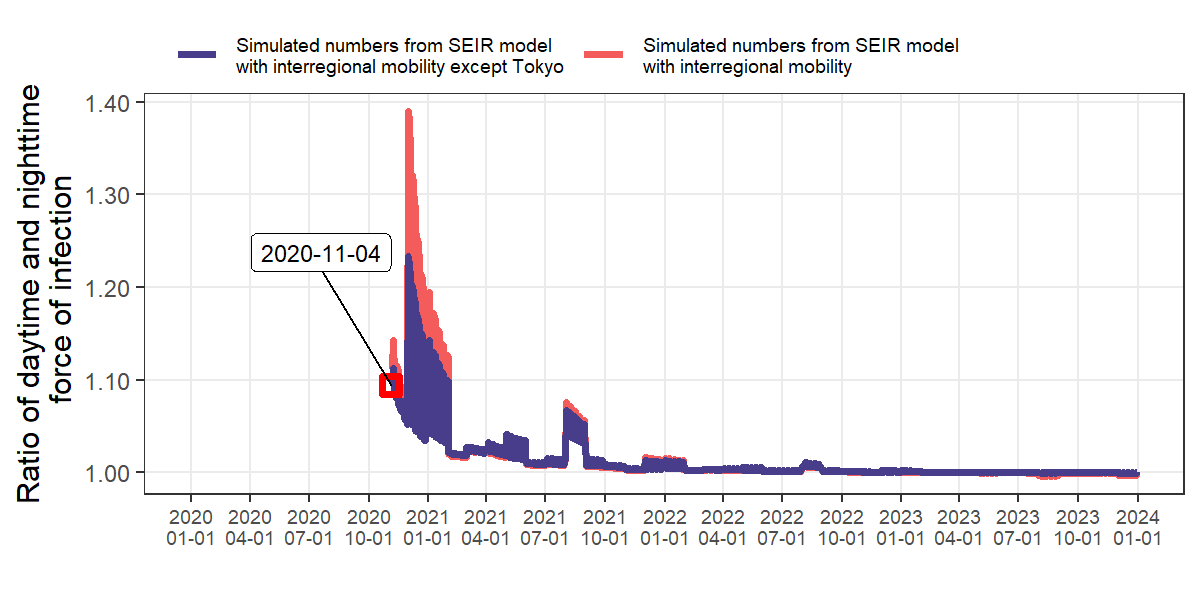 Simulated numbers from SEIR model
with interregional mobility except Tokyo
Simulated numbers from SEIR model
with interregional mobility
Ratio of daytime and nighttime
force of infection
1.40
1.30
1.20
1.10
1.00
2020-11-04
2020 2020 2020 2020 2021 2021 2021 2021 2022 2022 2022 2022 2023 2023 2023 2023 2024
01-01 04-01 07-01 10-01 01-01 04-01 07-01 10-01 01-01 04-01 07-01 10-01 01-01 04-01 07-01 10-01 01-01